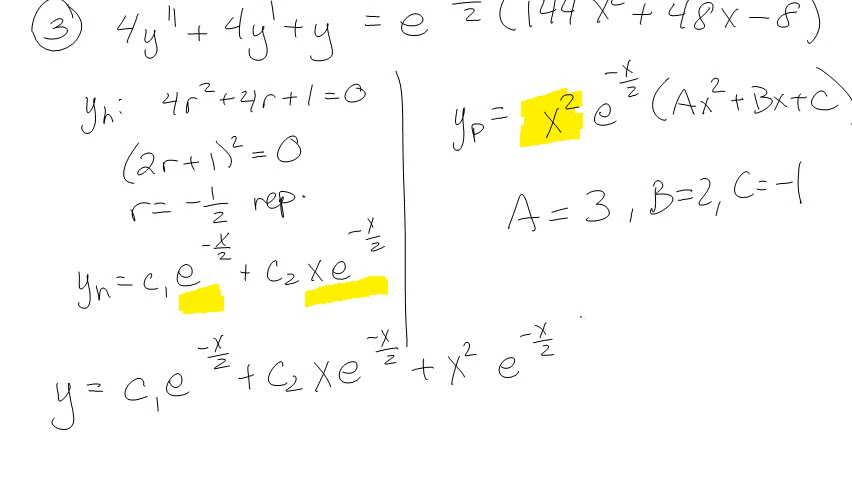 ③ 4y'' + 4y' + y = e^{-x/2} (144x² + 48x - 8)
y_h: 4r² + 4r + 1 = 0
(2r + 1)² = 0
r = -1/2 rep.
y_h = c₁e^{-x/2} + c₂xe^{-x/2}
y_p = x² e^{-x/2} (Ax² + Bx + C)
A = 3, B = 2, C = -1
y = c₁e^{-x/2} + c₂xe^{-x/2} + x² e^{-x/2}